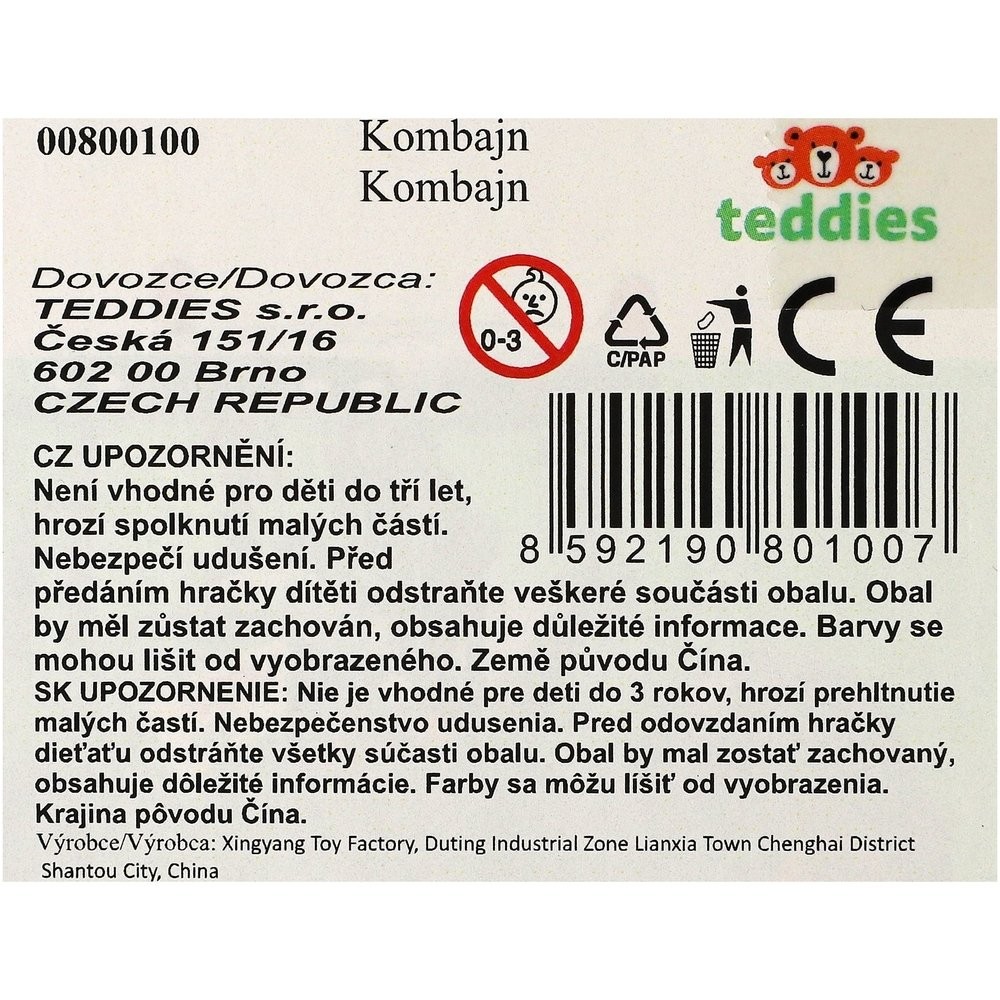 00800100
Kombajn
Kombajn
teddies
Dovozce/Dovozca:
TEDDIES s.r.o.
Česká 151/16
602 00 Brno
CZECH REPUBLIC
0-3
C/PAP
CE
CZ UPOZORNĚNÍ:
Není vhodné pro děti do tří let,
hrozí spolknutí malých částí.
Nebezpečí udušení. Před
8 592190 801007
předáním hračky dítěti odstraňte veškeré součásti obalu. Obal
by měl zůstat zachován, obsahuje důležité informace. Barvy se
mohou lišit od vyobrazeného. Země původu Čína.
SK UPOZORNENIE: Nie je vhodné pre deti do 3 rokov, hrozí prehltnutie
malých častí. Nebezpečenstvo udusenia. Pred odovzdaním hračky
dieťaťu odstráňte všetky súčasti obalu. Obal by mal zostať zachovaný,
obsahuje dôležité informácie. Farby sa môžu líšiť od vyobrazenia.
Krajina pôvodu Čína.
Výrobce/Výrobca: Xingyang Toy Factory, Duting Industrial Zone Lianxia Town Chenghai District
Shantou City, China